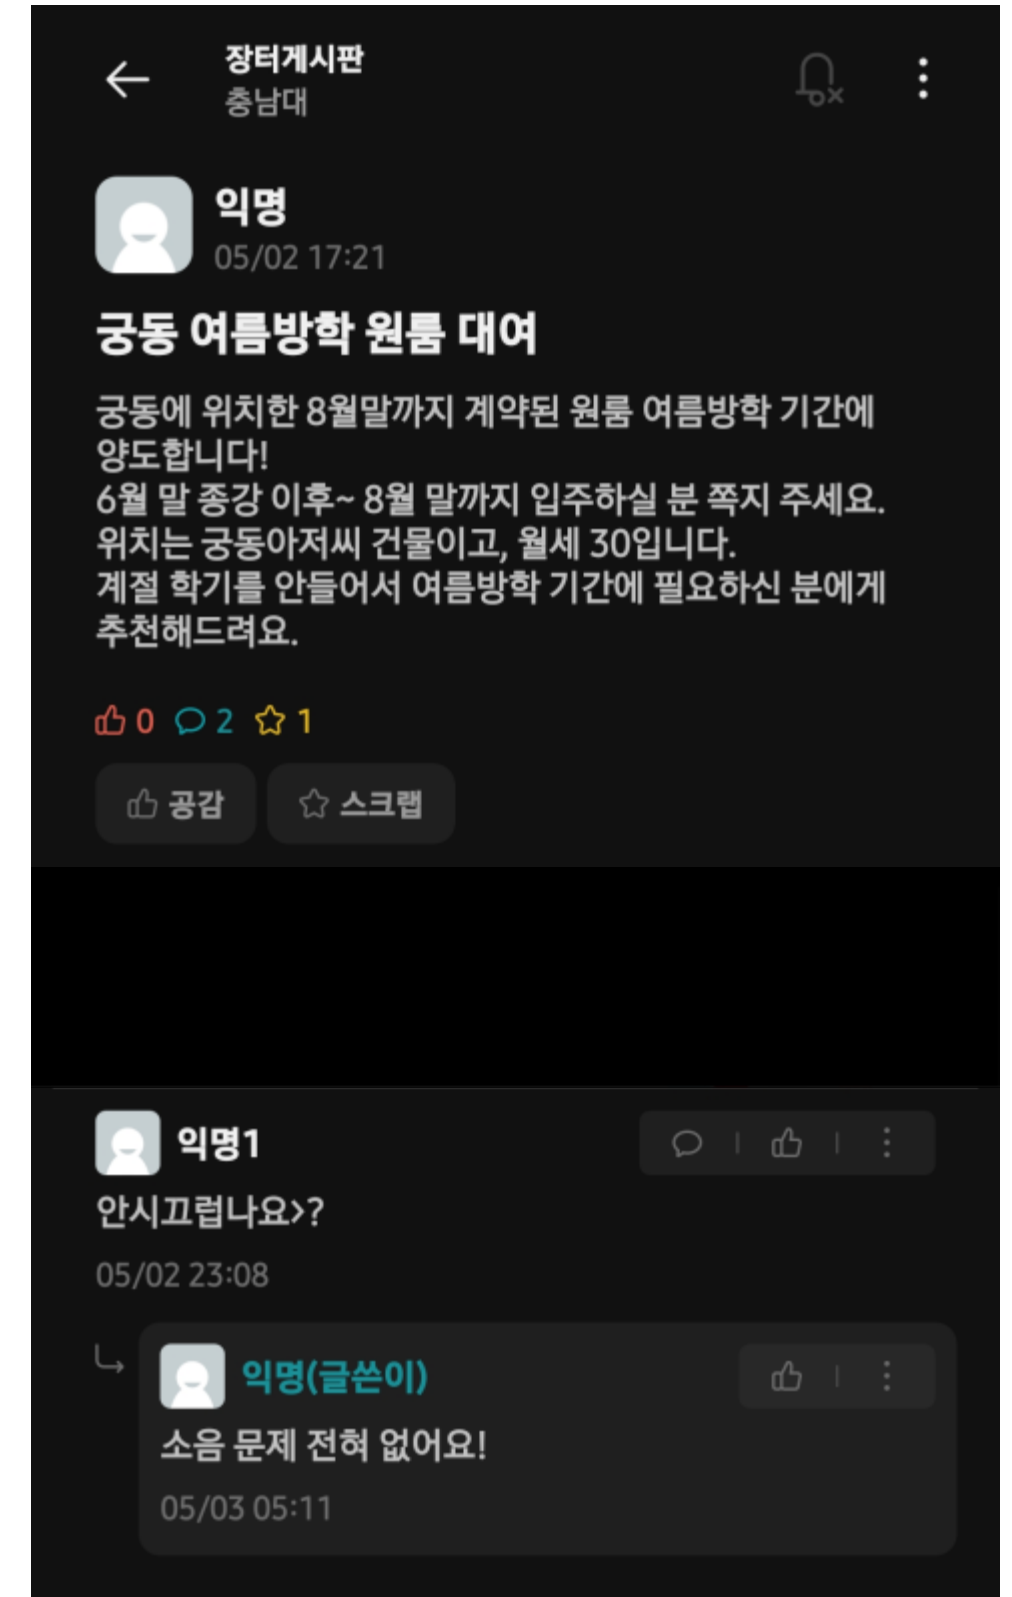 장터게시판
충남대
익명
05/02 17:21
궁동 여름방학 원룸 대여
궁동에 위치한 8월말까지 계약된 원룸 여름방학 기간에
양도합니다!
6월 말 종강 이후~ 8월 말까지 입주하실 분 쪽지 주세요.
위치는 궁동아저씨 건물이고, 월세 30입니다.
계절 학기를 안들어서 여름방학 기간에 필요하신 분에게
추천해드려요.
0 2 1
공감 스크랩
익명1
안시끄럽나요>?
05/02 23:08
익명(글쓴이)
소음 문제 전혀 없어요!
05/03 05:11